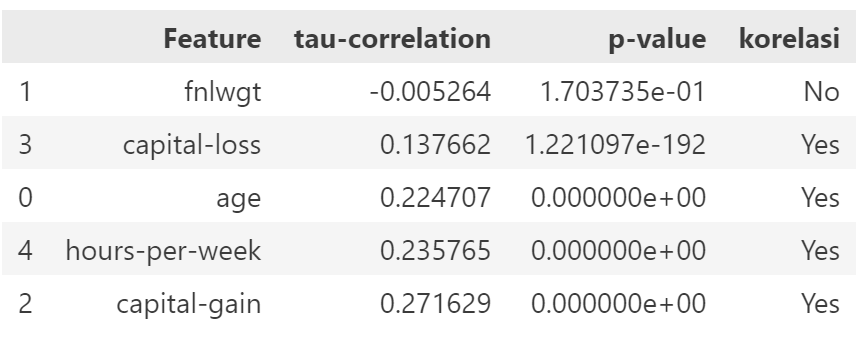 Feature tau-correlation p-value korelasi
1 fnlwgt -0.005264 1.703735e-01 No
3 capital-loss 0.137662 1.221097e-192 Yes
0 age 0.224707 0.000000e+00 Yes
4 hours-per-week 0.235765 0.000000e+00 Yes
2 capital-gain 0.271629 0.000000e+00 Yes